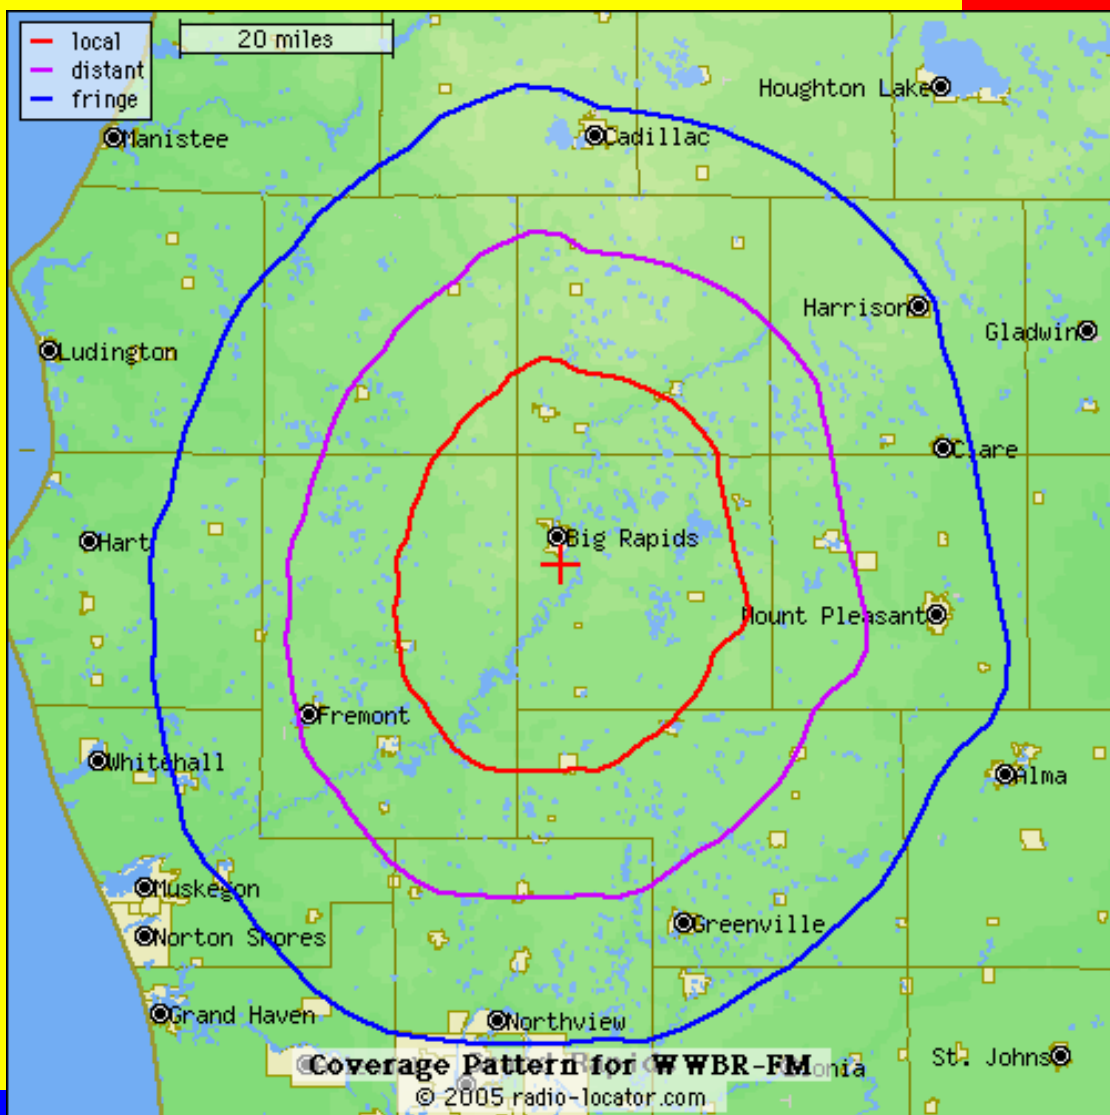 local
20 miles
distant
fringe
Houghton Lake
Manistee
Cadillac
Harrison
Gladwin
Ludington
Clare
Hart
Big Rapids
Mount Pleasant
Fremont
Whitehall
Alma
Muskegon
Greenville
Norton Shores
Grand Haven
Northview
St. Johns
Coverage Pattern for WWBR-FM
© 2005 radio-locator.com